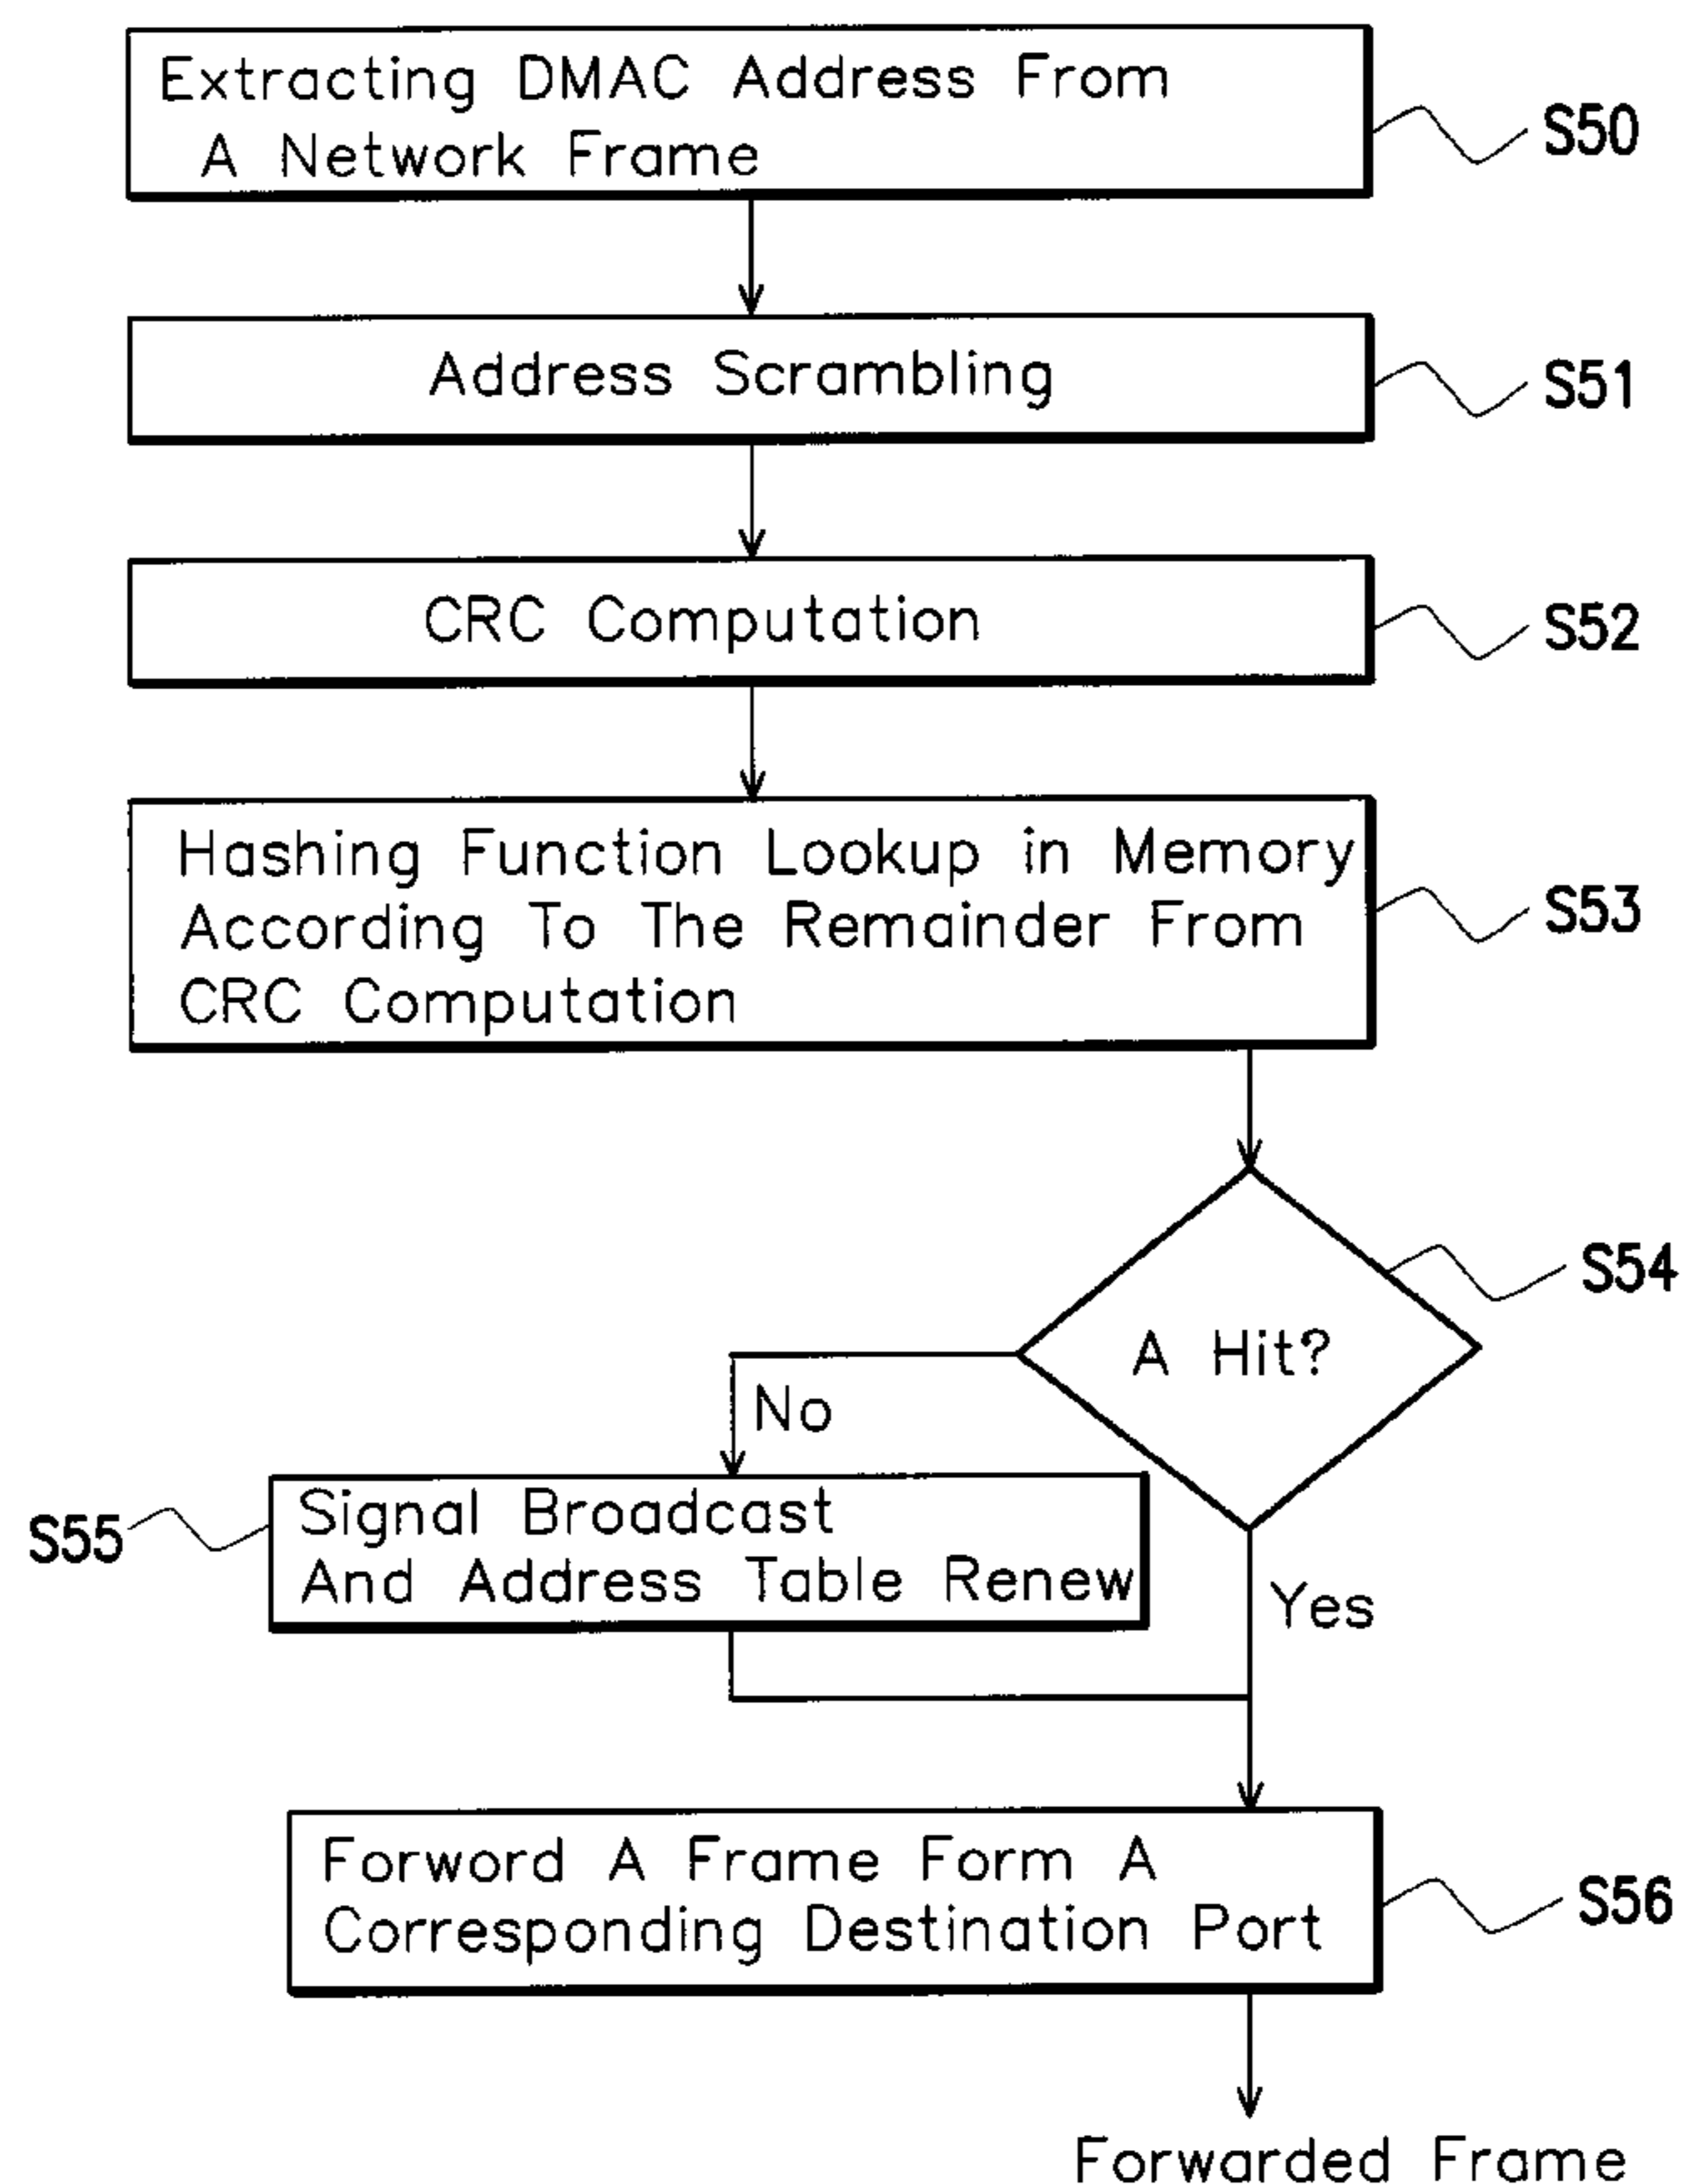 Extracting DMAC Address From
A Network Frame
S50
Address Scrambling
S51
CRC Computation
S52
Hashing Function Lookup in Memory
According To The Remainder From
CRC Computation
S53
S54
A Hit?
No
Signal Broadcast
And Address Table Renew
S55
Yes
Forword A Frame Form A
Corresponding Destination Port
S56
Forwarded Frame